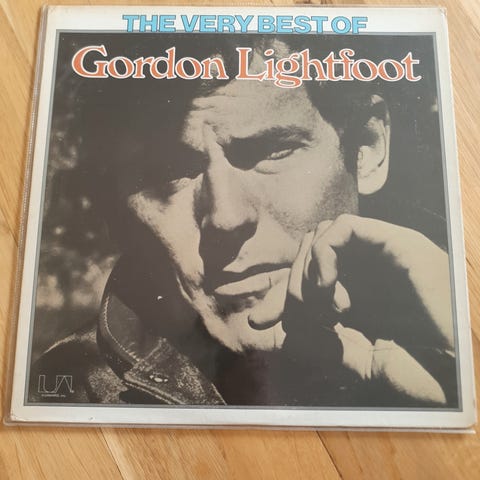 THE VERY BEST OF
Gordon Lightfoot
UA